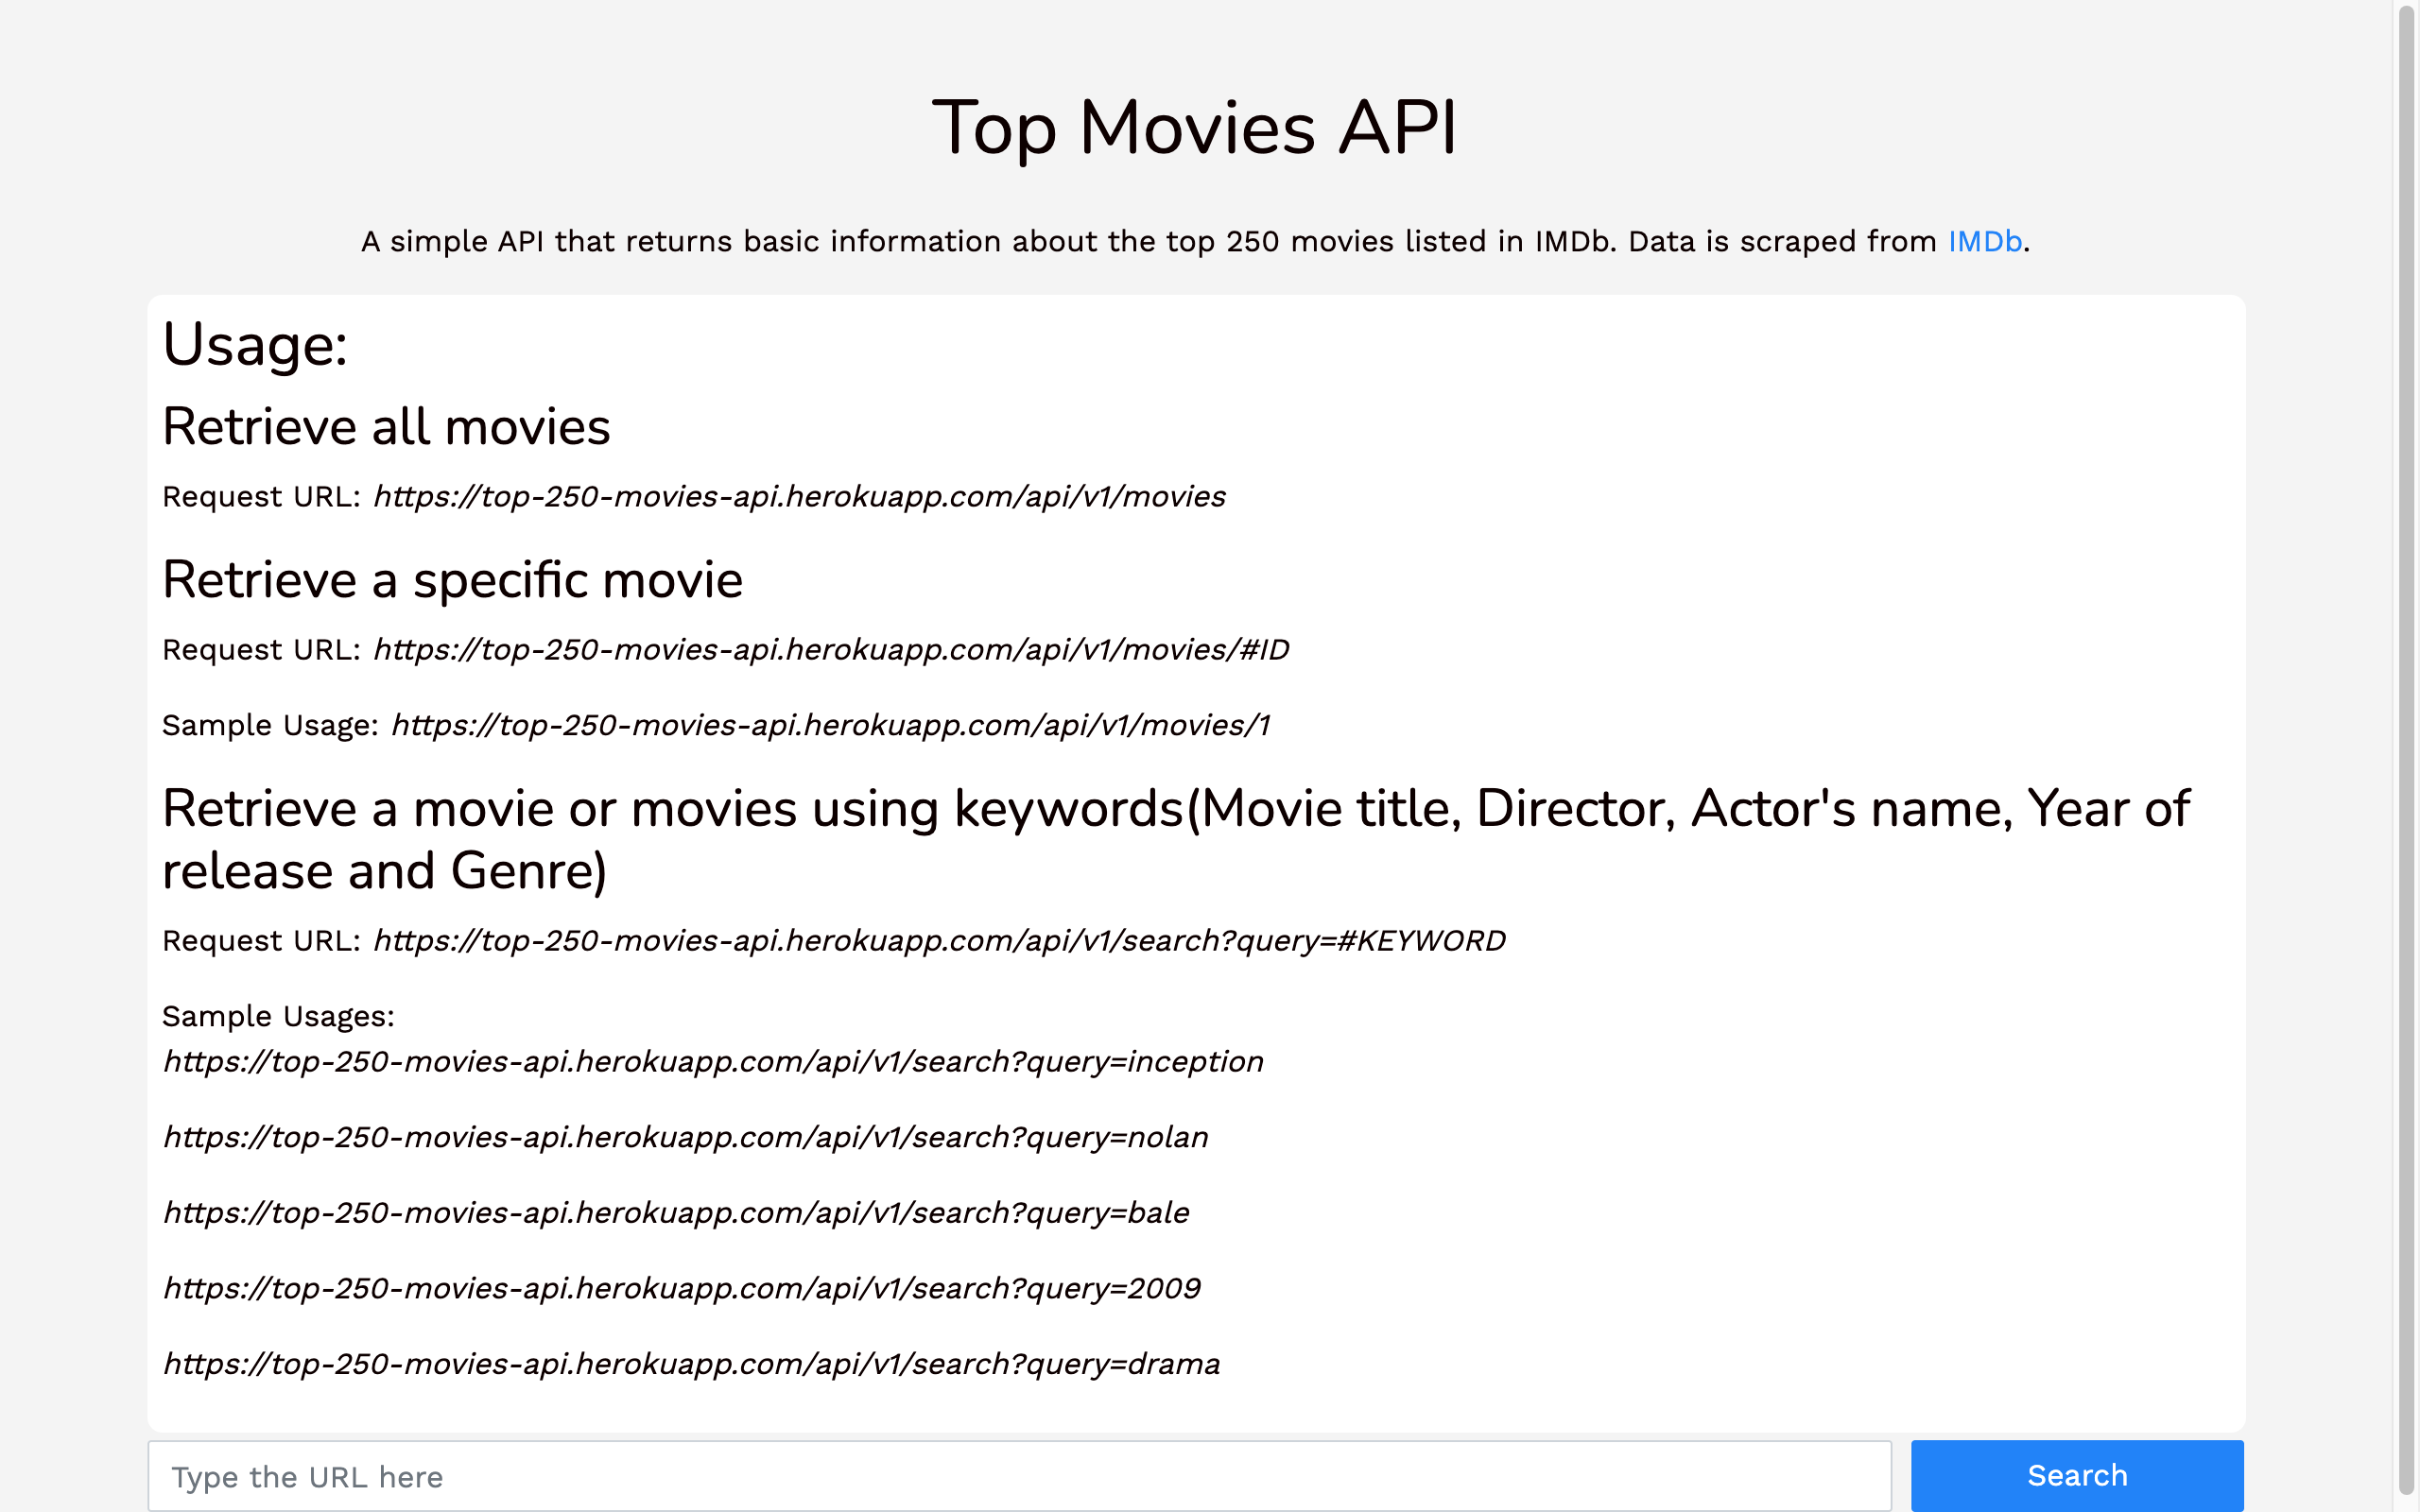 Top Movies API
A simple API that returns basic information about the top 250 movies listed in IMDb. Data is scraped from IMDb.
Usage:
Retrieve all movies
Request URL: https://top-250-movies-api.herokuapp.com/api/v1/movies
Retrieve a specific movie
Request URL: https://top-250-movies-api.herokuapp.com/api/v1/movies/#ID
Sample Usage: https://top-250-movies-api.herokuapp.com/api/v1/movies/1
Retrieve a movie or movies using keywords(Movie title, Director, Actor's name, Year of
release and Genre)
Request URL: https://top-250-movies-api.herokuapp.com/api/v1/search?query=#KEYWORD
Sample Usages:
https://top-250-movies-api.herokuapp.com/api/v1/search?query=inception
https://top-250-movies-api.herokuapp.com/api/v1/search?query=nolan
https://top-250-movies-api.herokuapp.com/api/v1/search?query=bale
https://top-250-movies-api.herokuapp.com/api/v1/search?query=2009
https://top-250-movies-api.herokuapp.com/api/v1/search?query=drama
Type the URL here
Search